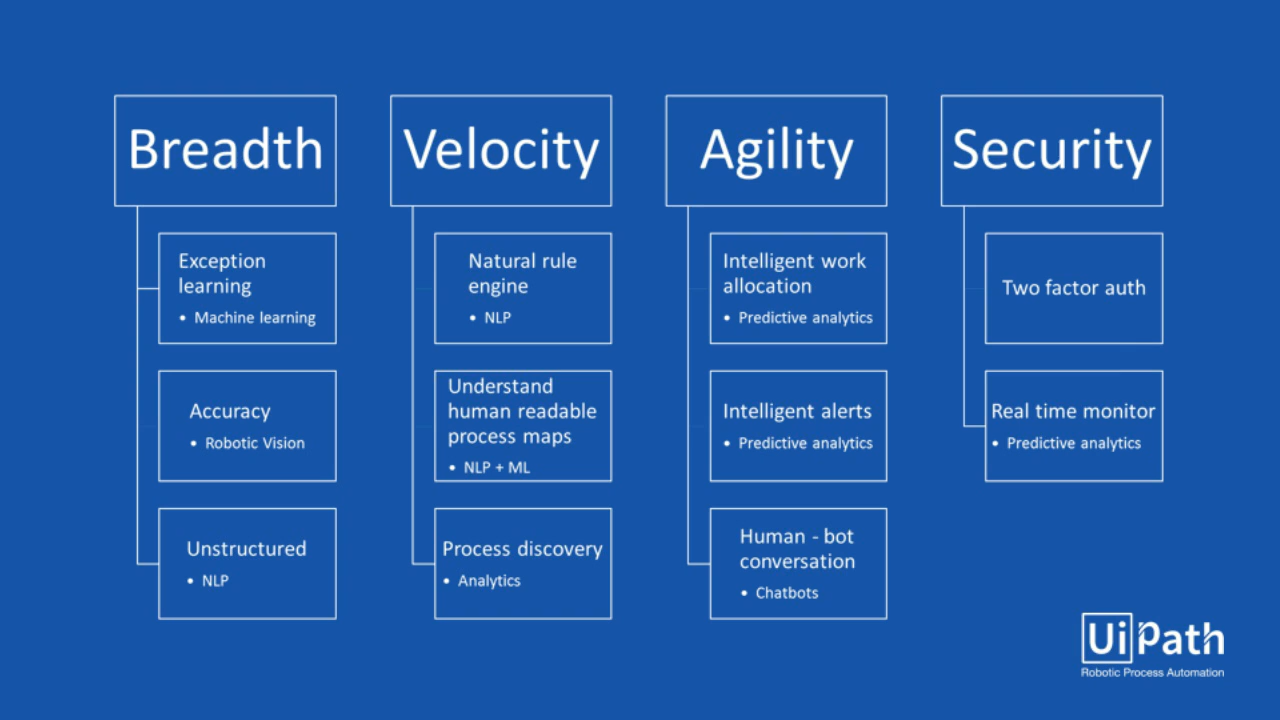 Breadth
Exception
learning
• Machine learning
Accuracy
• Robotic Vision
Unstructured
• NLP
Velocity
Natural rule
engine
• NLP
Understand
human readable
process maps
• NLP + ML
Process discovery
• Analytics
Agility
Intelligent work
allocation
• Predictive analytics
Intelligent alerts
• Predictive analytics
Human - bot
conversation
• Chatbots
Security
Two factor auth
Real time monitor
• Predictive analytics
UiPath
Robotic Process Automation